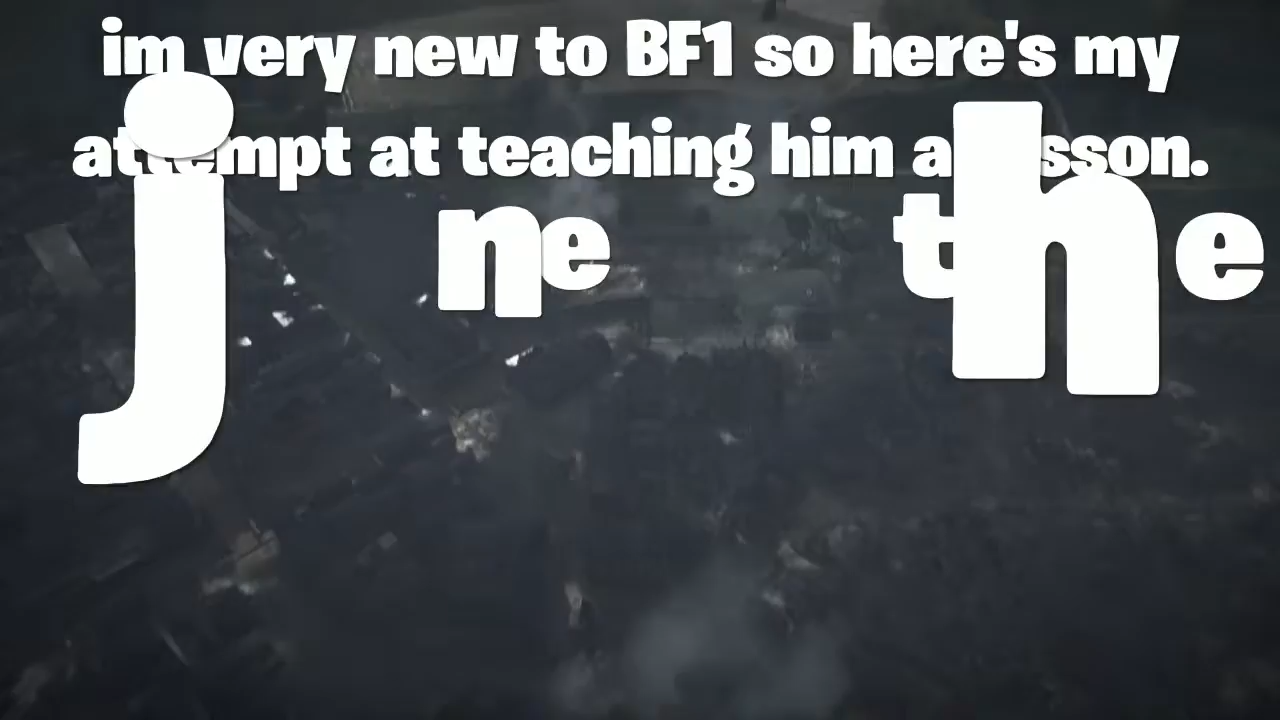 im very new to BF1 so here's my
attempt at teaching him a lesson.
j ne the